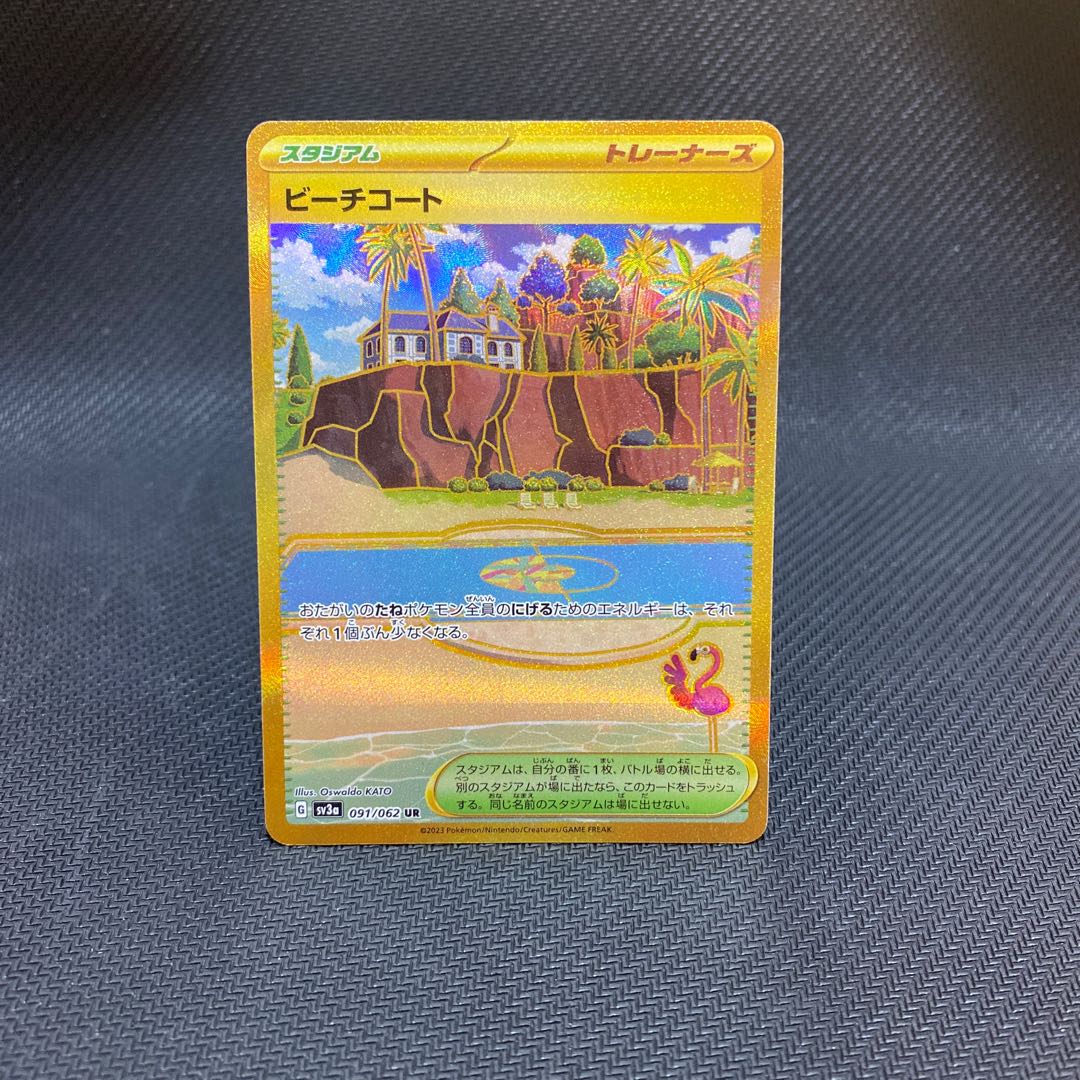 スタジアム トレーナーズ
ビーチコート
おたがいのたねポケモン全員のにげるためのエネルギーは、それ
ぞれ1個ぶん少なくなる。
スタジアムは、自分の番に1枚、バトル場の横に出せる。
別のスタジアムが場に出たなら、このカードをトラッシュ
する。同じ名前のスタジアムは場に出せない。
Illus. Oswaldo KATO
G sv3a 091/062 UR
©2023 Pokémon/Nintendo/Creatures/GAME FREAK.